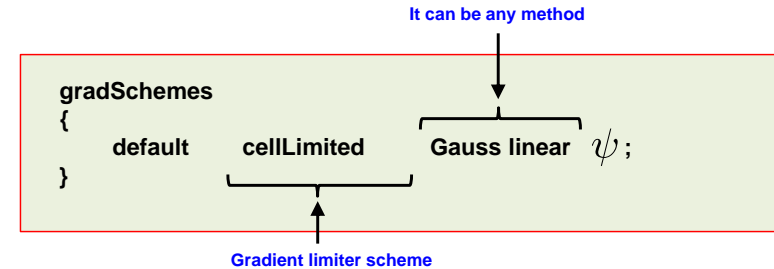 It can be any method
gradSchemes
{
default cellLimited Gauss linear ψ ;
}
Gradient limiter scheme